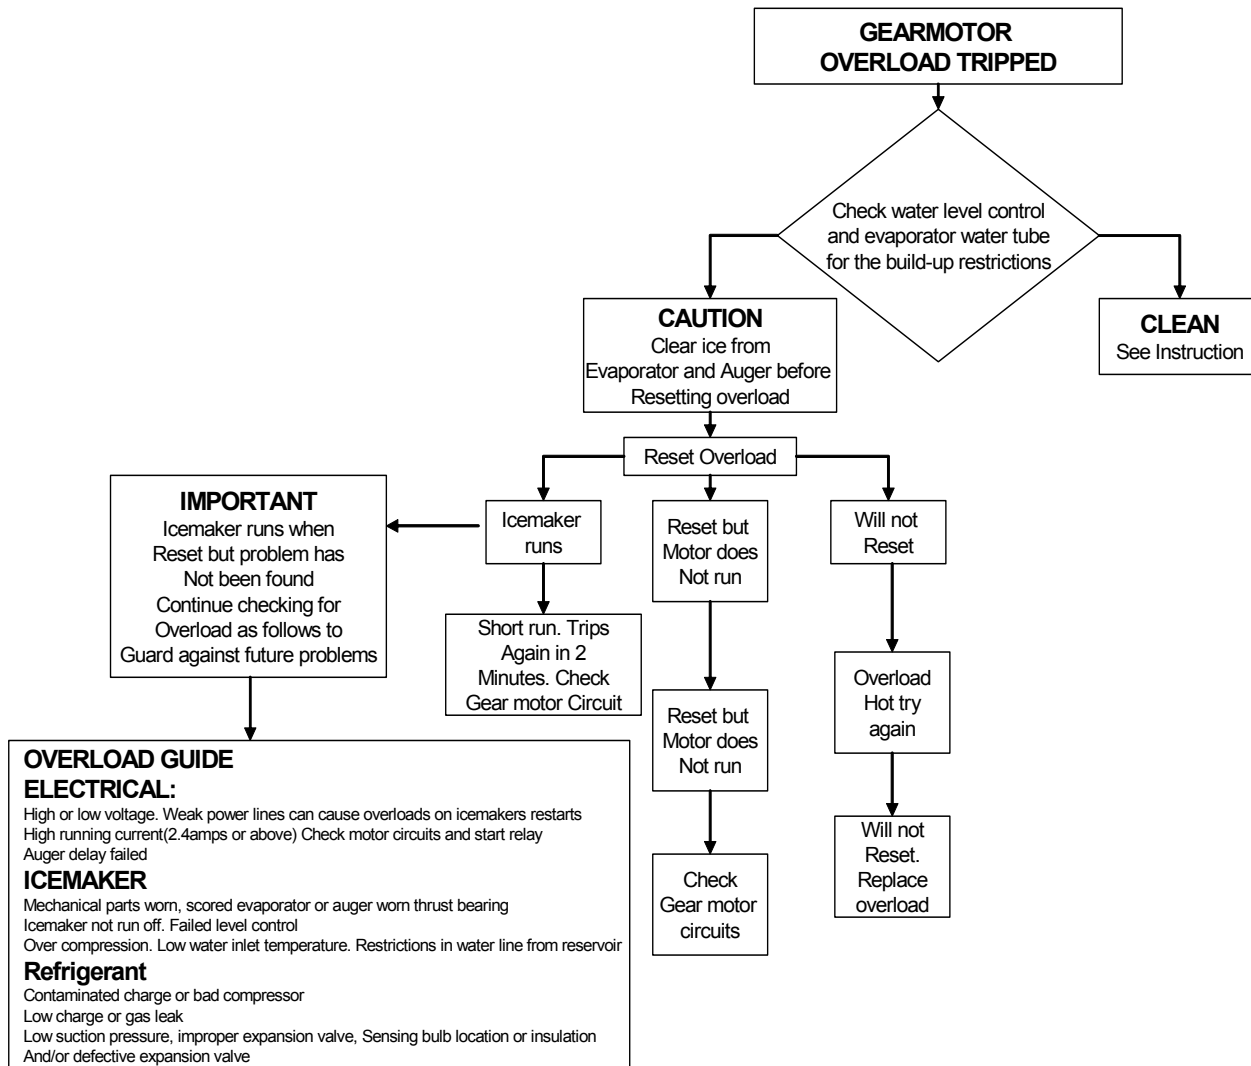 GEARMOTOR
OVERLOAD TRIPPED
Check water level control
and evaporator water tube
for the build-up restrictions
CAUTION
Clear ice from
Evaporator and Auger before
Resetting overload
CLEAN
See Instruction
Reset Overload
IMPORTANT
Icemaker runs when
Reset but problem has
Not been found
Continue checking for
Overload as follows to
Guard against future problems
Icemaker
runs
Reset but
Motor does
Not run
Will not
Reset
Short run. Trips
Again in 2
Minutes. Check
Gear motor Circuit
Reset but
Motor does
Not run
Overload
Hot try
again
Check
Gear motor
circuits
Will not
Reset.
Replace
overload
OVERLOAD GUIDE
ELECTRICAL:
High or low voltage. Weak power lines can cause overloads on icemakers restarts
High running current(2.4amps or above) Check motor circuits and start relay
Auger delay failed
ICEMAKER
Mechanical parts worn, scored evaporator or auger worn thrust bearing
Icemaker not run off. Failed level control
Over compression. Low water inlet temperature. Restrictions in water line from reservoir
Refrigerant
Contaminated charge or bad compressor
Low charge or gas leak
Low suction pressure, improper expansion valve, Sensing bulb location or insulation
And/or defective expansion valve